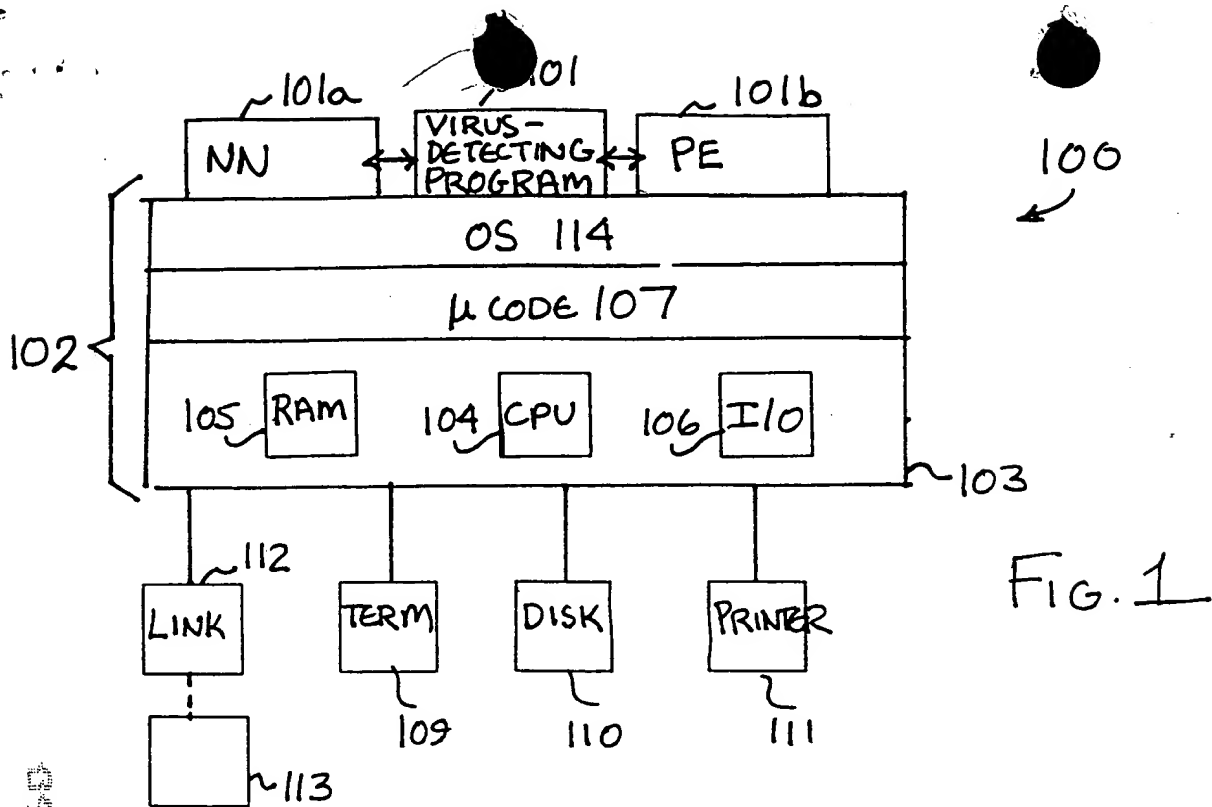 101a
101
101b
NN
VIRUS-
DETECTING
PROGRAM
PE
100
OS 114
μ CODE 107
102
105
RAM
104
CPU
106
I/O
103
112
LINK
TERM
DISK
PRINTER
FIG. 1
109
110
111
113